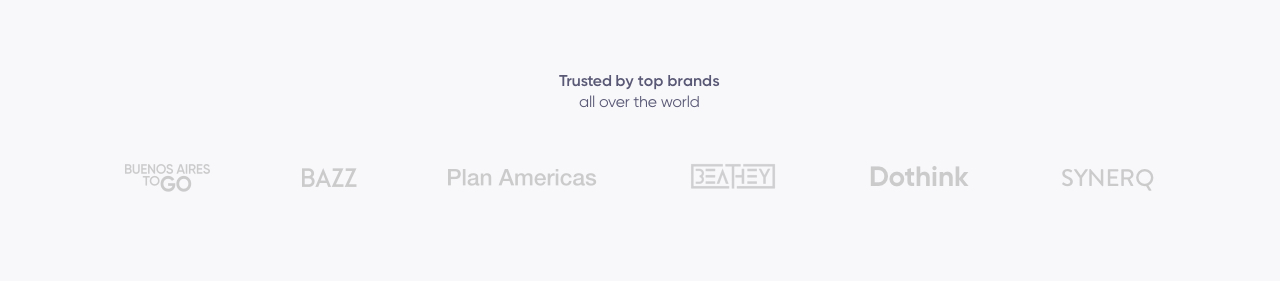 Trusted by top brands
all over the world
BUENOS AIRES
TO GO
BAZZ
Plan Americas
BEATHEY
Dothink
SYNERQ